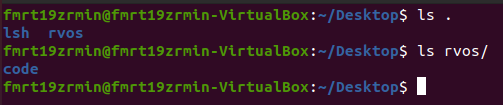 fmrt19zrmin@fmrt19zrmin-VirtualBox:~/Desktop$ ls .
lsh  rvos
fmrt19zrmin@fmrt19zrmin-VirtualBox:~/Desktop$ ls rvos/
code
fmrt19zrmin@fmrt19zrmin-VirtualBox:~/Desktop$